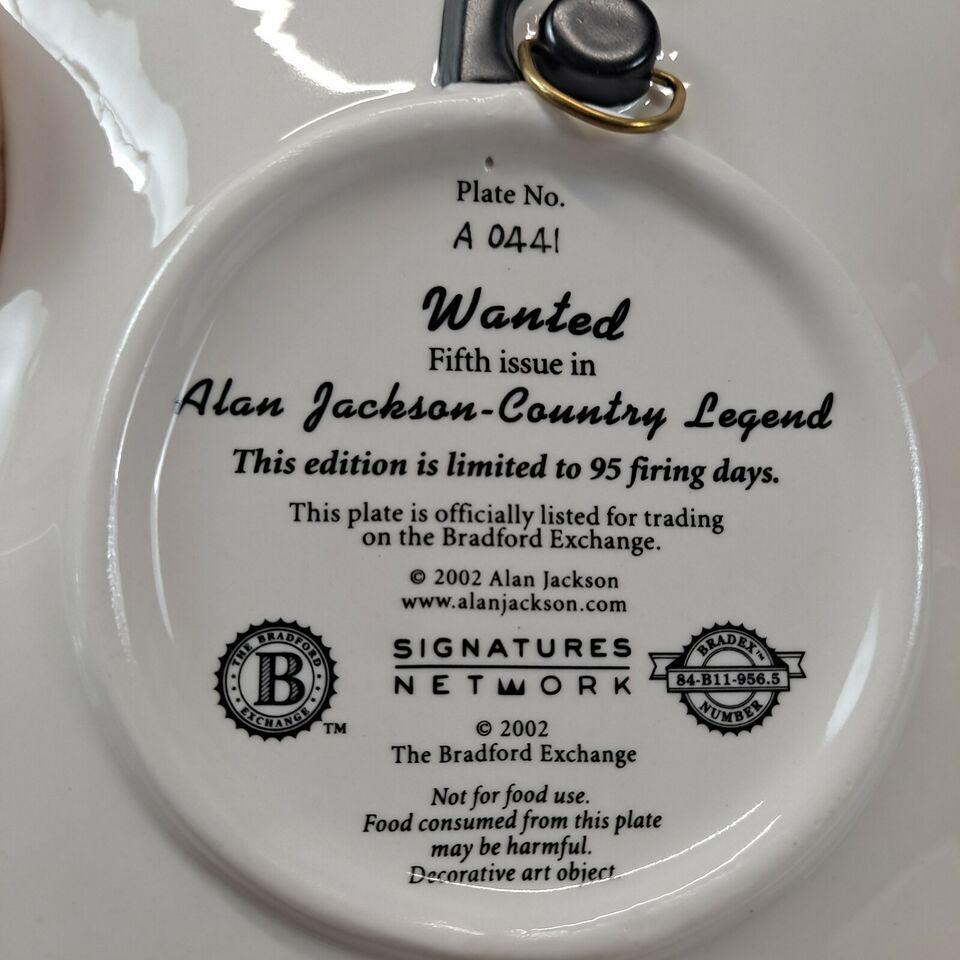 Plate No.
A 0441
Wanted
Fifth issue in
Alan Jackson-Country Legend
This edition is limited to 95 firing days.
This plate is officially listed for trading
on the Bradford Exchange.
© 2002 Alan Jackson
www.alanjackson.com
THE BRADFORD
B
EXCHANGE
TM
SIGNATURES
NETWORK
BRADEX™
84-B11-956.5
NUMBER
© 2002
The Bradford Exchange
Not for food use.
Food consumed from this plate
may be harmful.
Decorative art object.